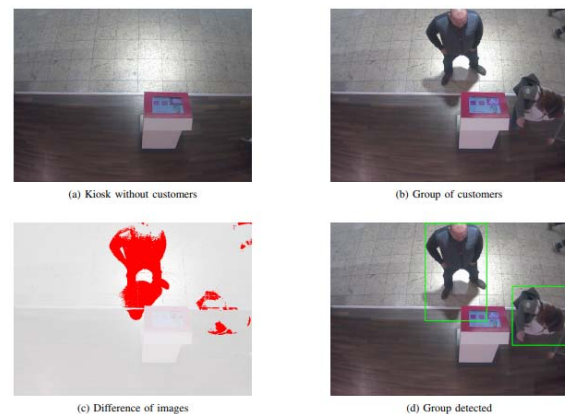 (a) Kiosk without customers
(b) Group of customers
(c) Difference of images
(d) Group detected